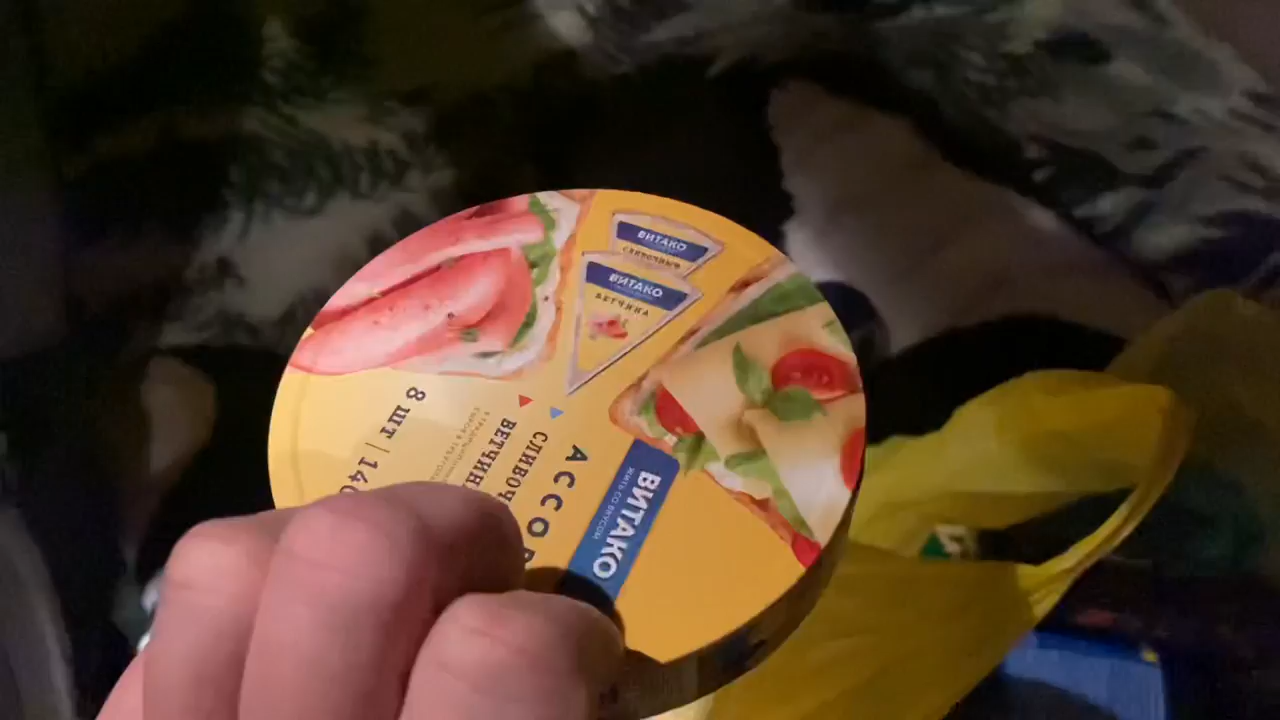 ВИТАКО
СЛИВОЧНЫЙ
ВИТАКО
ВЕТЧИНА
ВИТАКО
ЖИТЬ СО ВКУСОМ
АССО
СЛИВОЧ
ВЕТЧИН
8 ШТ | 140